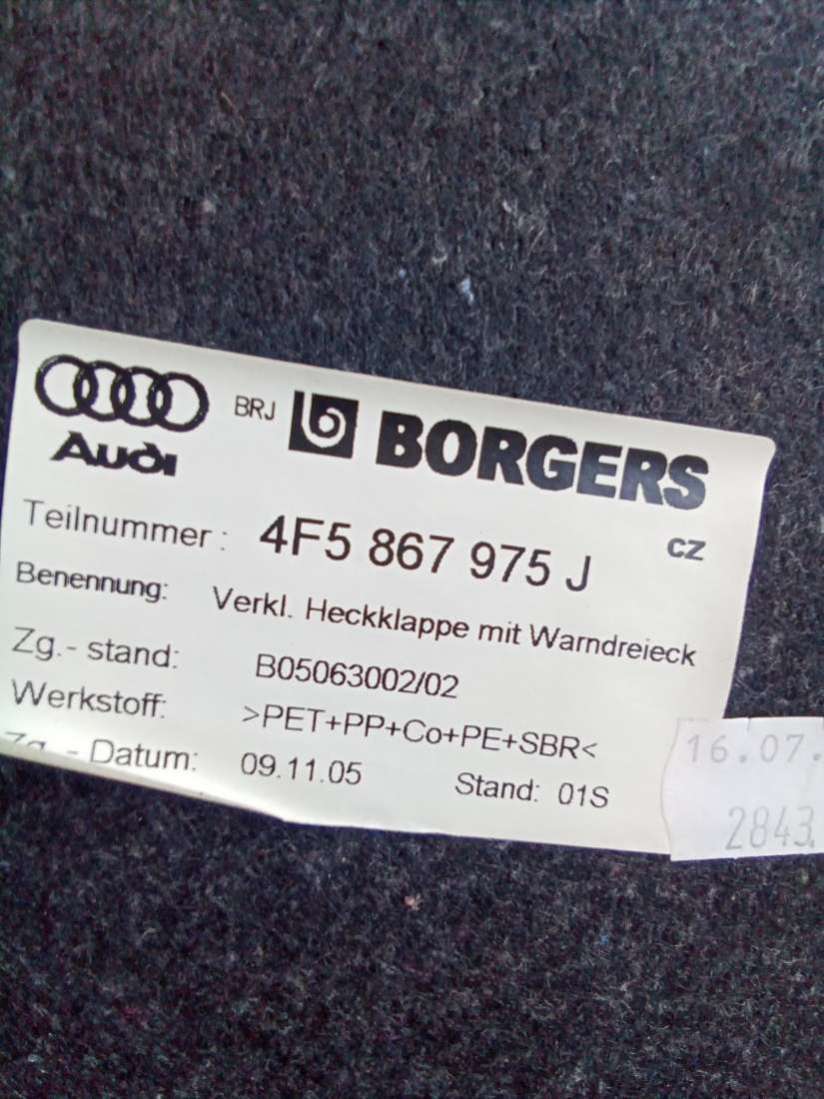 BRJ BORGERS
Audi
CZ
Teilnummer: 4F5 867 975 J
Benennung: Verkl. Heckklappe mit Warndreieck
Zg.- stand: B05063002/02
Werkstoff: >PET+PP+Co+PE+SBR<
Zg. - Datum: 09.11.05 Stand: 01S
16.07.
2843